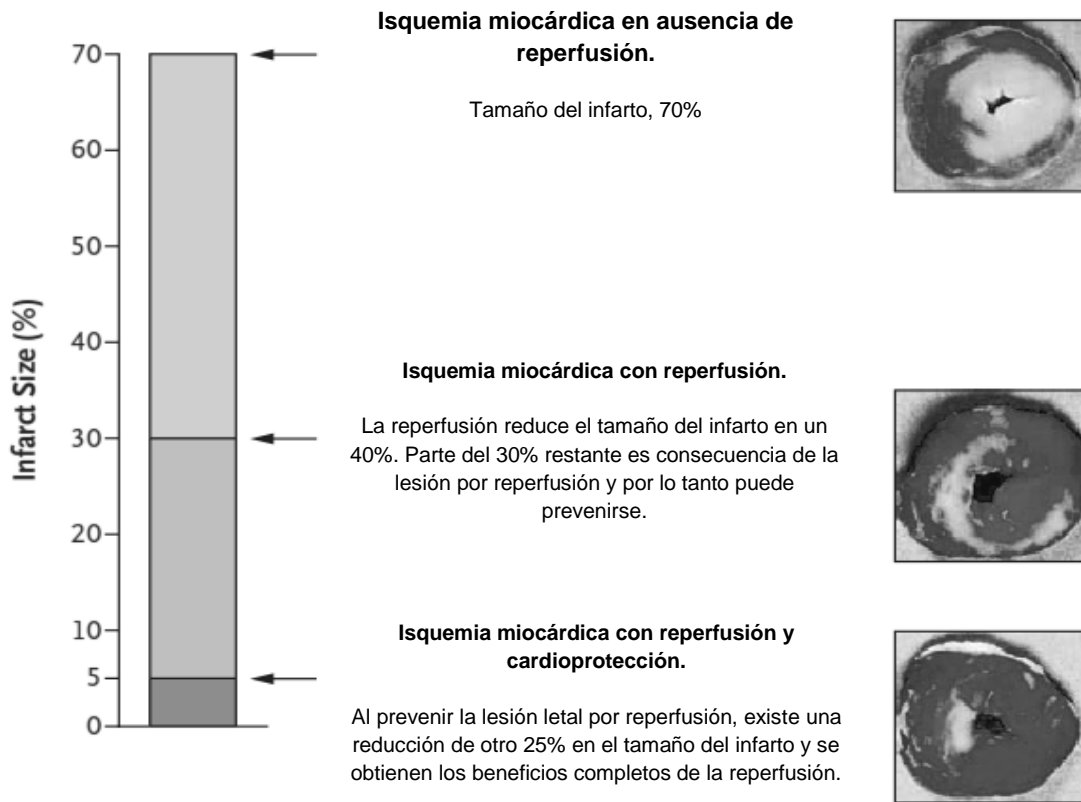 Isquemia miocárdica en ausencia de
reperfusión.
Tamaño del infarto, 70%
Isquemia miocárdica con reperfusión.
La reperfusión reduce el tamaño del infarto en un
40%. Parte del 30% restante es consecuencia de la
lesión por reperfusión y por lo tanto puede
prevenirse.
Isquemia miocárdica con reperfusión y
cardioprotección.
Al prevenir la lesión letal por reperfusión, existe una
reducción de otro 25% en el tamaño del infarto y se
obtienen los beneficios completos de la reperfusión.
Infarct Size (%)
70
60
50
40
30
20
10
5
0